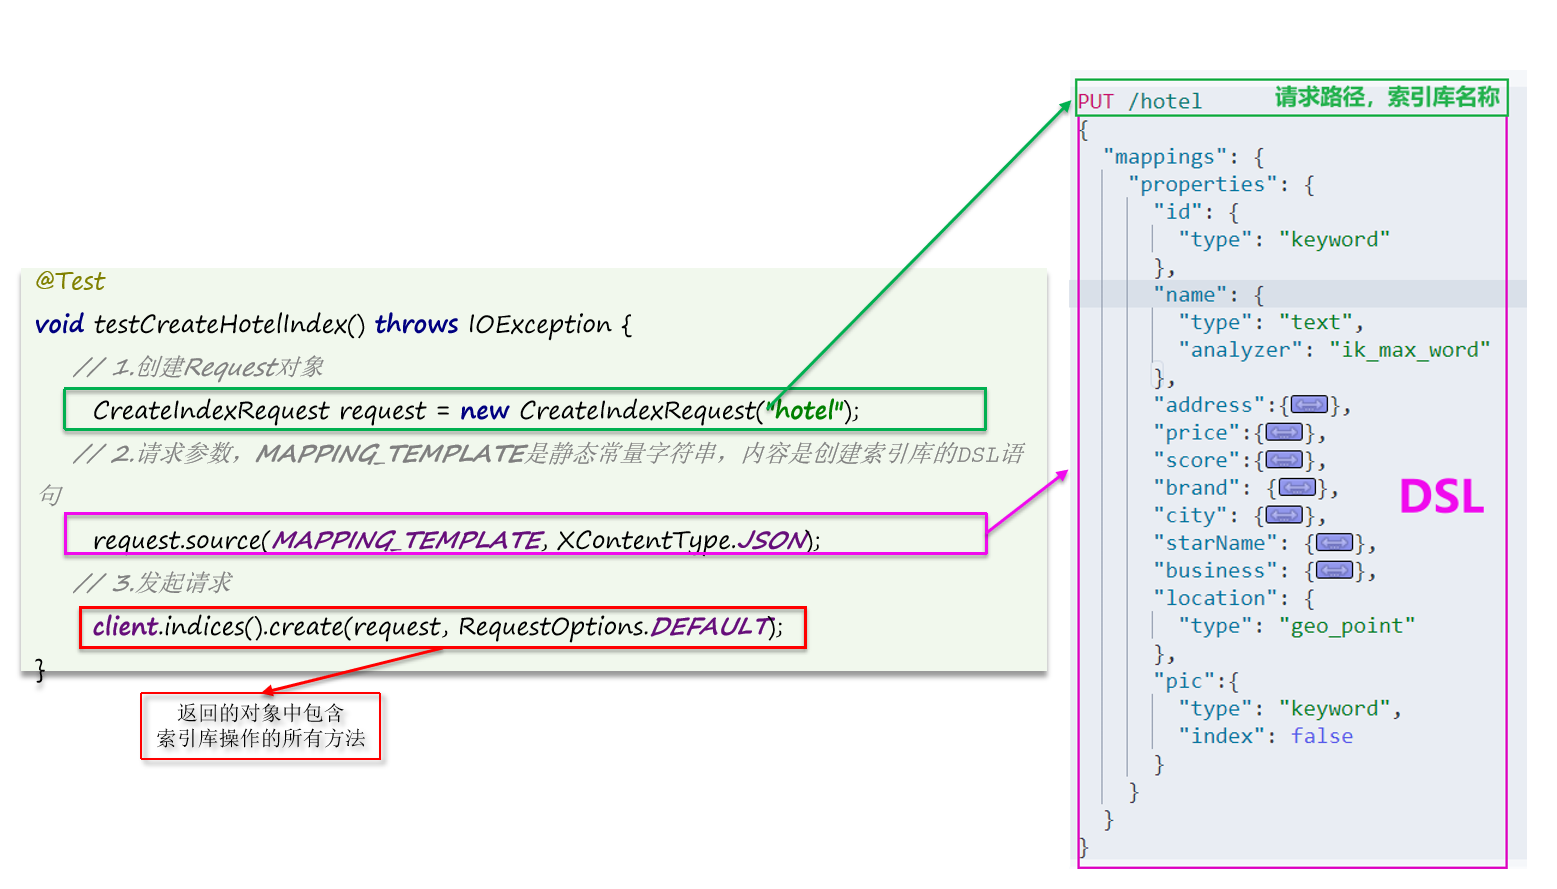 @Test
void testCreateHotelIndex() throws IOException {
// 1.创建Request对象
CreateIndexRequest request = new CreateIndexRequest("hotel");
// 2.请求参数，MAPPING_TEMPLATE是静态常量字符串，内容是创建索引库的DSL语
句
request.source(MAPPING_TEMPLATE, XContentType.JSON);
// 3.发起请求
client.indices().create(request, RequestOptions.DEFAULT);
}
返回的对象中包含
索引库操作的所有方法
PUT /hotel 请求路径，索引库名称
{
"mappings": {
"properties": {
"id": {
"type": "keyword"
},
"name": {
"type": "text",
"analyzer": "ik_max_word"
},
"address":{},
"price":{},
"score":{},
"brand": {},
"city": {},
"starName": {},
"business": {},
"location": {
"type": "geo_point"
},
"pic":{
"type": "keyword",
"index": false
}
}
}
}
DSL